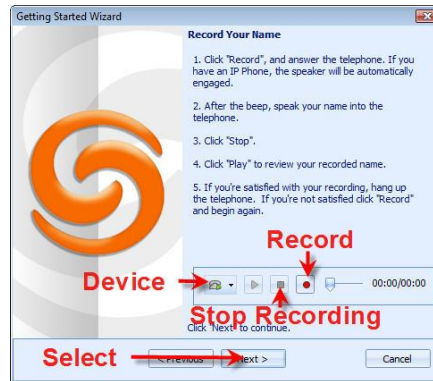 Getting Started Wizard
Record Your Name
1. Click "Record", and answer the telephone. If you
have an IP Phone, the speaker will be automatically
engaged.
2. After the beep, speak your name into the
telephone.
3. Click "Stop".
4. Click "Play" to review your recorded name.
5. If you're satisfied with your recording, hang up
the telephone. If you're not satisfied click "Record"
and begin again.
Record
Device
00:00/00:00
Stop Recording
Click "Next" to continue.
Select
< Previous
Next >
Cancel